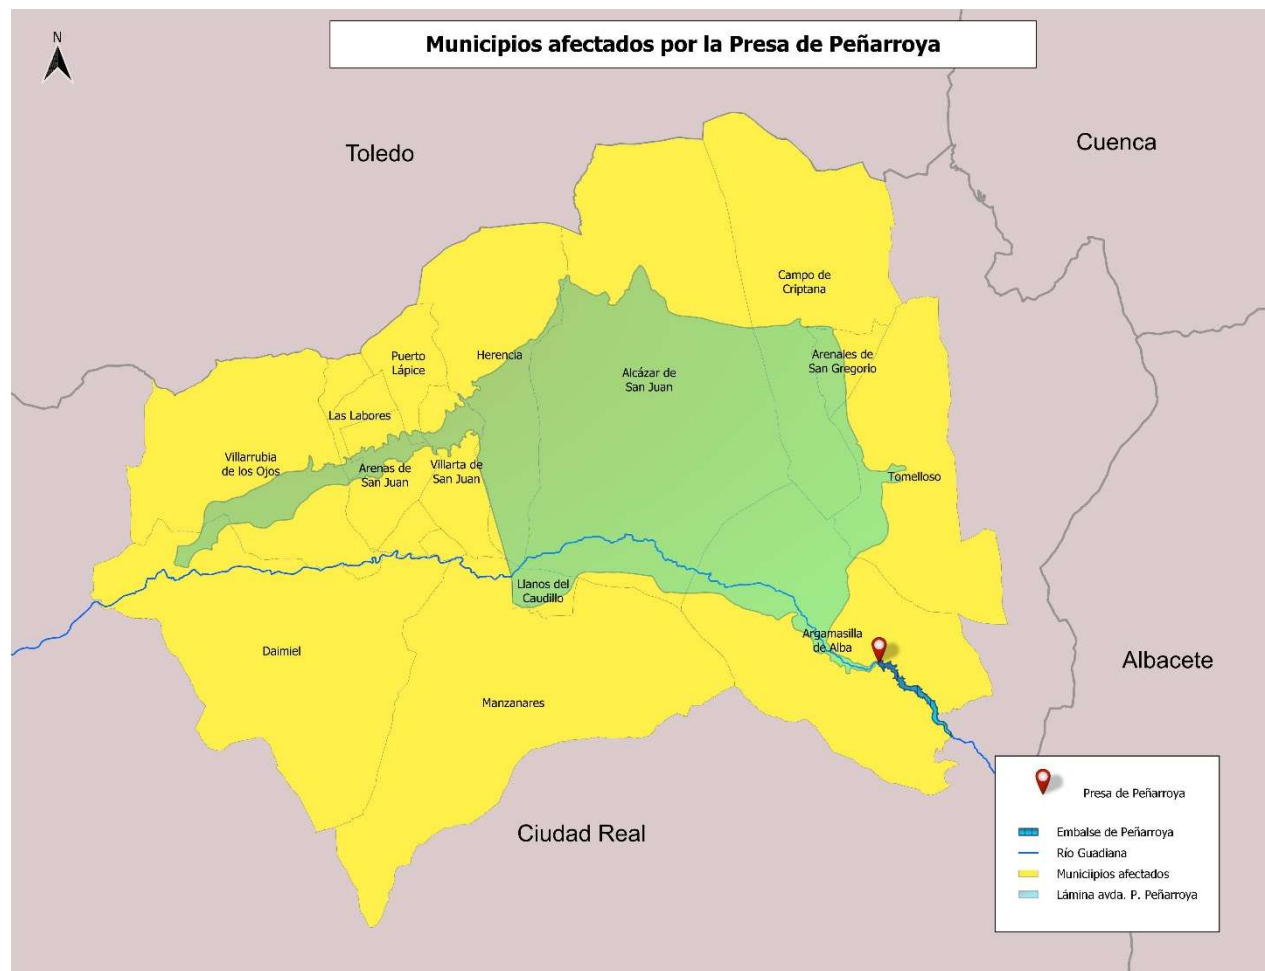 Municipios afectados por la Presa de Peñarroya
N
Toledo
Cuenca
Campo de
Criptana
Puerto
Lápice
Herencia
Arenales de
San Gregorio
Alcázar de
San Juan
Las Labores
Villarrubia
de los Ojos
Arenas de
San Juan
Villarta de
San Juan
Tomelloso
Llanos del
Caudillo
Argamasilla
de Alba
Daimiel
Albacete
Manzanares
Ciudad Real
Presa de Peñarroya
Embalse de Peñarroya
Río Guadiana
Municiipios afectados
Lámina avda. P. Peñarroya